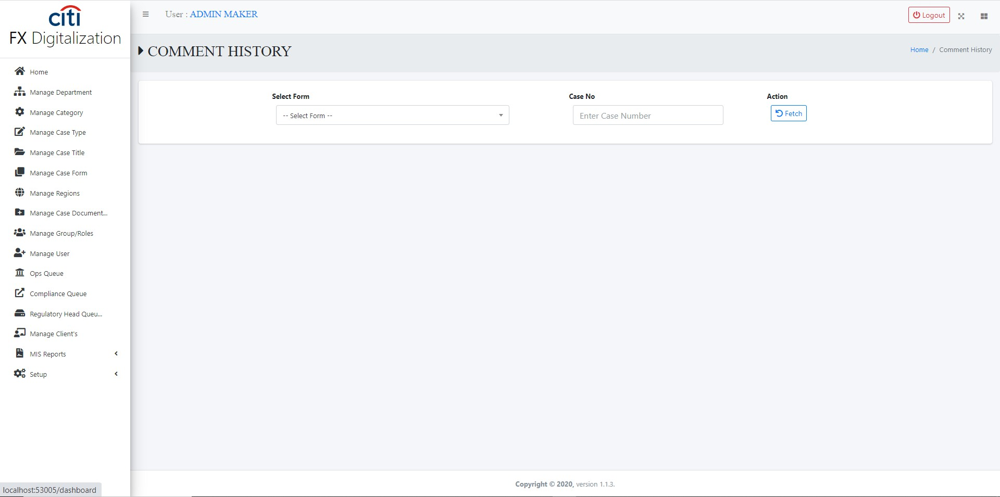 citi
FX Digitalization
Home
Manage Department
Manage Category
Manage Case Type
Manage Case Title
Manage Case Form
Manage Regions
Manage Case Document...
Manage Group/Roles
Manage User
Ops Queue
Compliance Queue
Regulatory Head Queu...
Manage Client's
MIS Reports
Setup
localhost:53005/dashboard
User : ADMIN MAKER
Logout
COMMENT HISTORY
Home / Comment History
Select Form
Case No
Action
-- Select Form --
Enter Case Number
Fetch
Copyright © 2020, version 1.1.3.